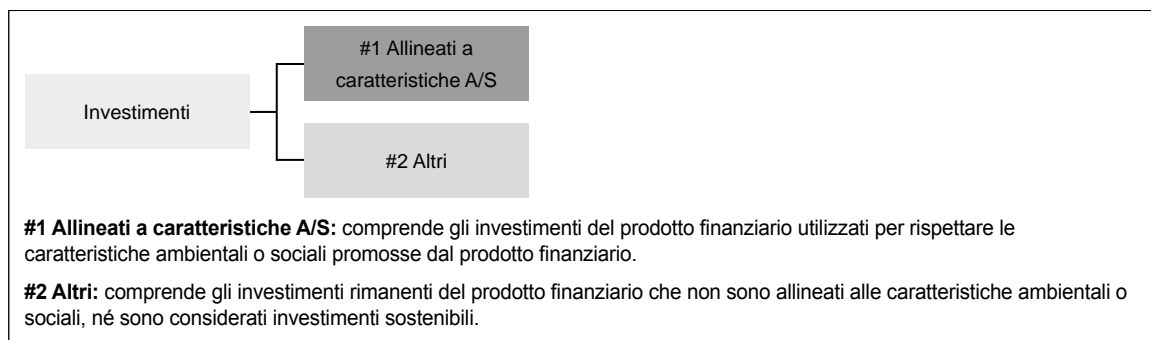 #1 Allineati a
caratteristiche A/S
Investimenti
#2 Altri
#1 Allineati a caratteristiche A/S: comprende gli investimenti del prodotto finanziario utilizzati per rispettare le
caratteristiche ambientali o sociali promosse dal prodotto finanziario.
#2 Altri: comprende gli investimenti rimanenti del prodotto finanziario che non sono allineati alle caratteristiche ambientali o
sociali, né sono considerati investimenti sostenibili.